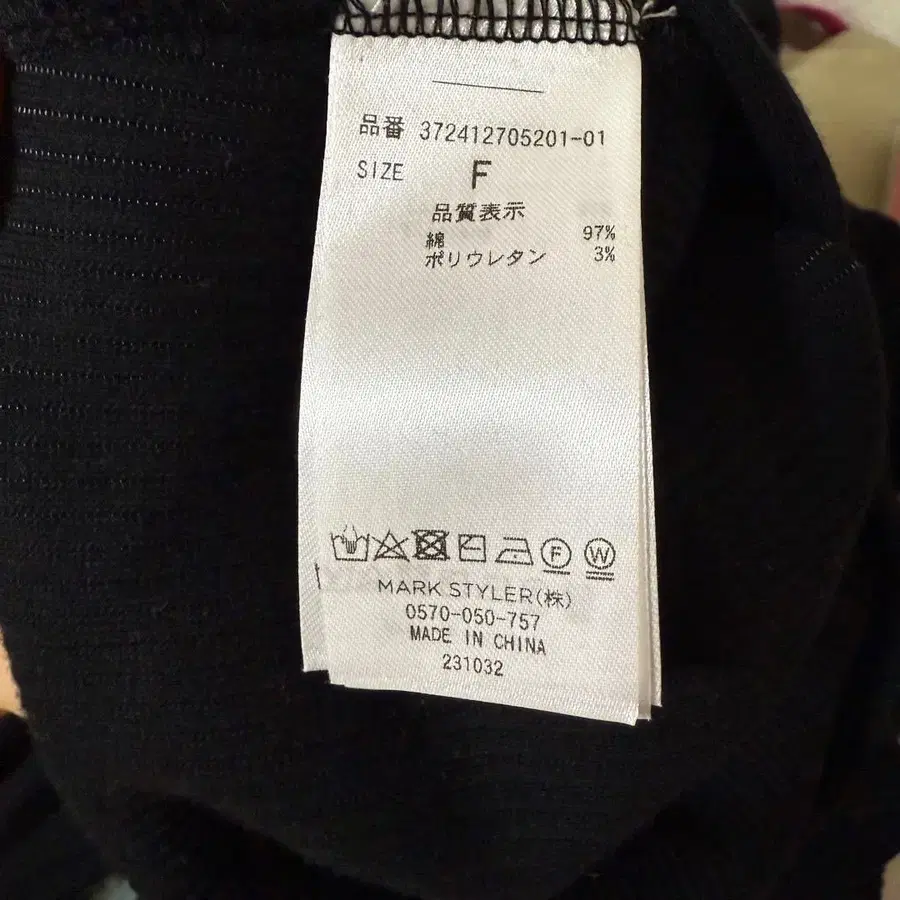 品番 372412705201-01
SIZE F
品質表示
綿 97%
ポリウレタン 3%
F W
MARK STYLER(株)
0570-050-757
MADE IN CHINA
231032